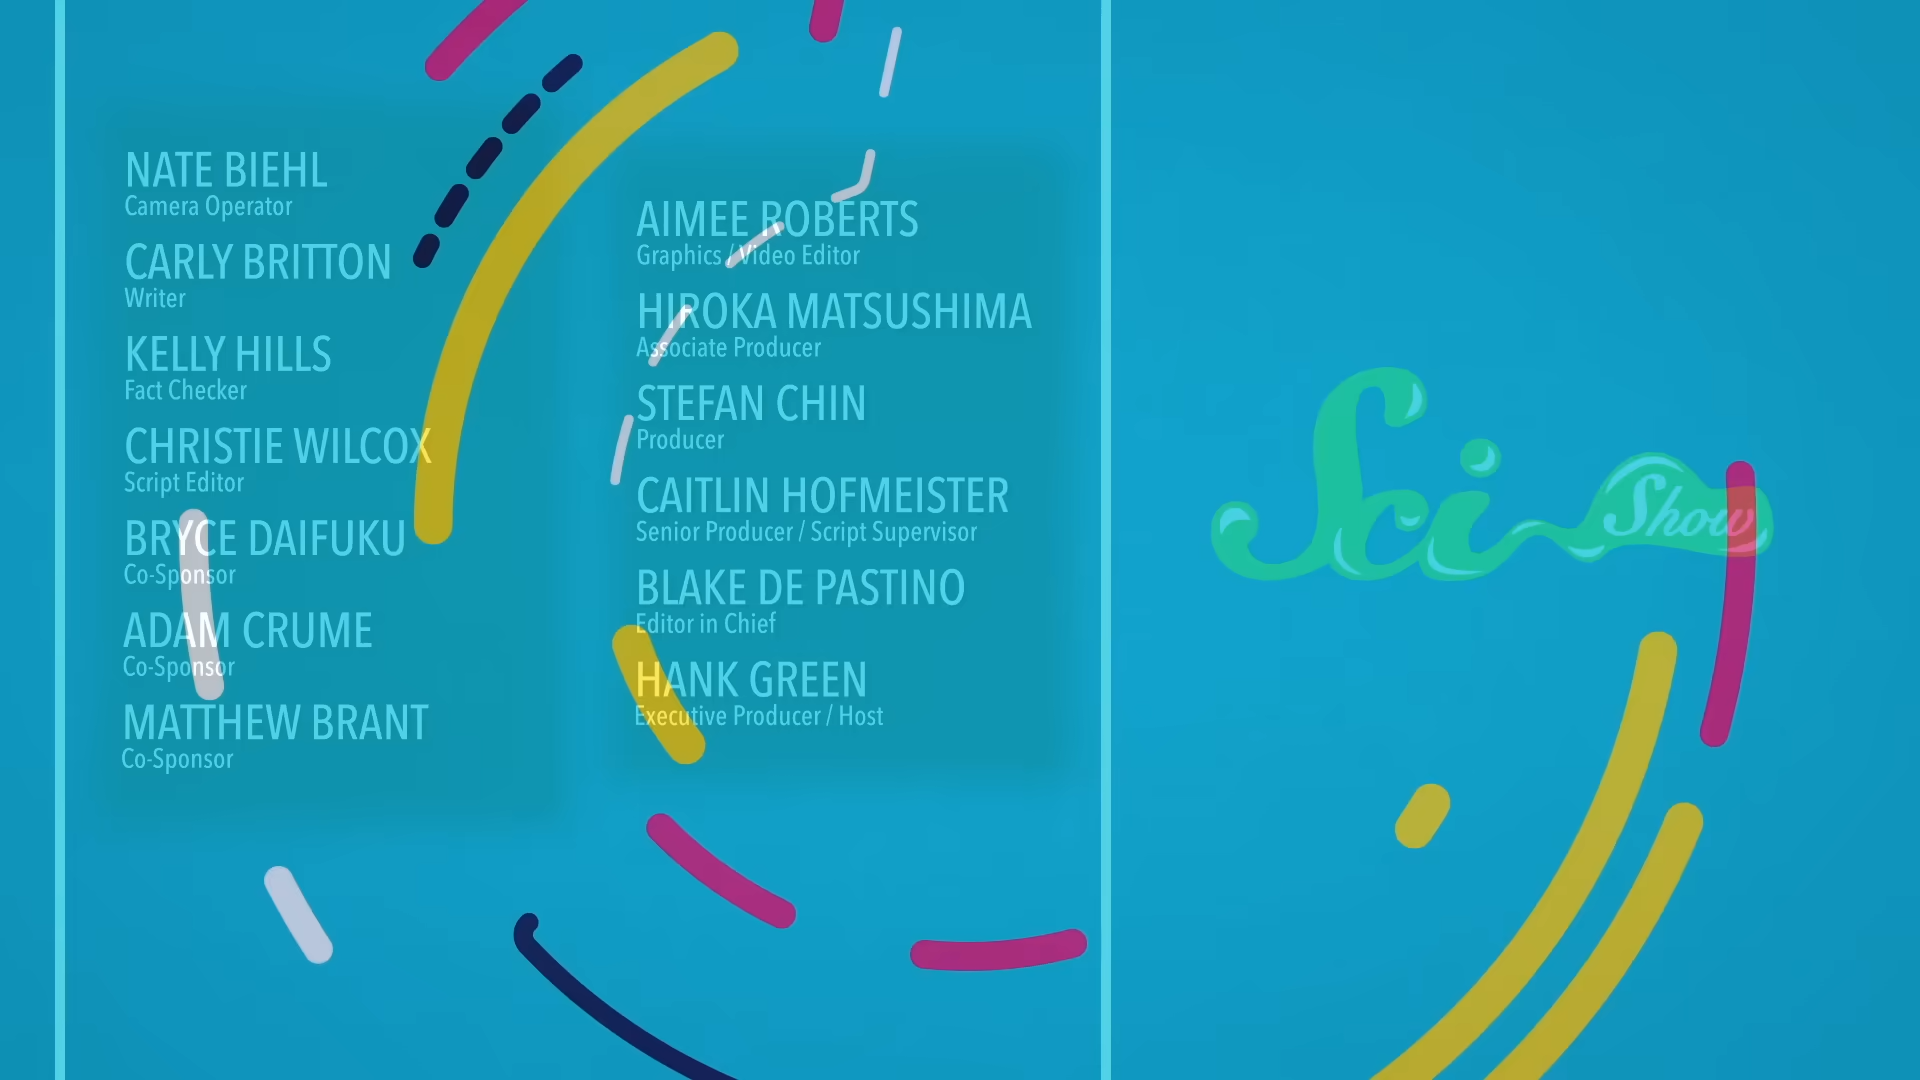 NATE BIEHL
Camera Operator
CARLY BRITTON
Writer
KELLY HILLS
Fact Checker
CHRISTIE WILCOX
Script Editor
BRYCE DAIFUKU
Co-Sponsor
ADAM CRUME
Co-Sponsor
MATTHEW BRANT
Co-Sponsor
AIMEE ROBERTS
Graphics / Video Editor
HIROKA MATSUSHIMA
Associate Producer
STEFAN CHIN
Producer
CAITLIN HOFMEISTER
Senior Producer / Script Supervisor
BLAKE DE PASTINO
Editor in Chief
HANK GREEN
Executive Producer / Host
Sci Show